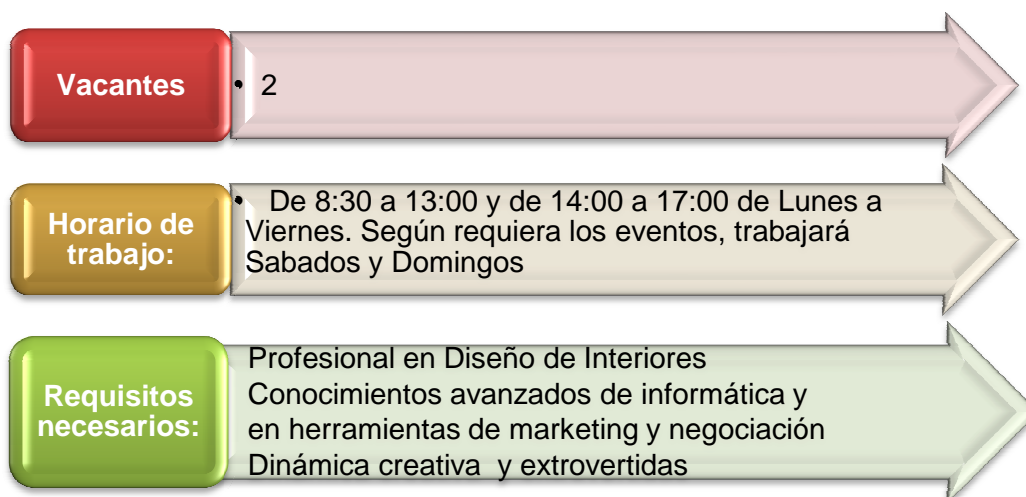 Vacantes
• 2
Horario de
trabajo:
• De 8:30 a 13:00 y de 14:00 a 17:00 de Lunes a
Viernes. Según requiera los eventos, trabajará
Sabados y Domingos
Requisitos
necesarios:
Profesional en Diseño de Interiores
Conocimientos avanzados de informática y
en herramientas de marketing y negociación
Dinámica creativa y extrovertidas